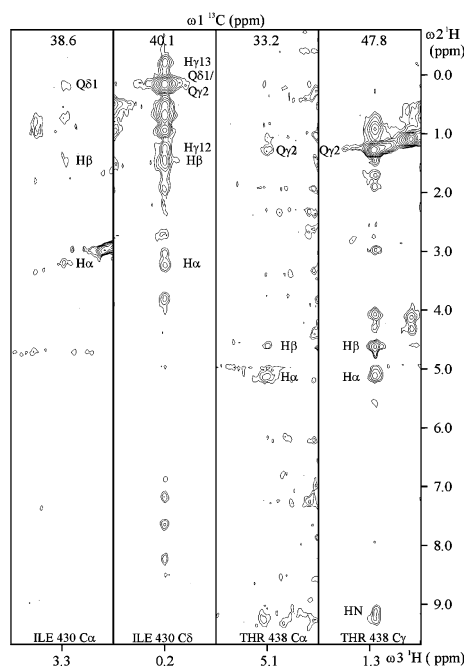 ω1 ¹³C (ppm)
38.6 40.1 33.2 47.8
ω2 ¹H
(ppm)
Hγ13
0.0
Qδ1 Qδ1/
Qγ2
1.0
Hγ12
Hβ Hβ Qγ2 Qγ2
2.0
3.0
Hα Hα
4.0
Hβ Hβ
5.0
Hα Hα
6.0
7.0
8.0
9.0
HN
ILE 430 Cα ILE 430 Cδ THR 438 Cα THR 438 Cγ
3.3 0.2 5.1 1.3 ω3 ¹H (ppm)